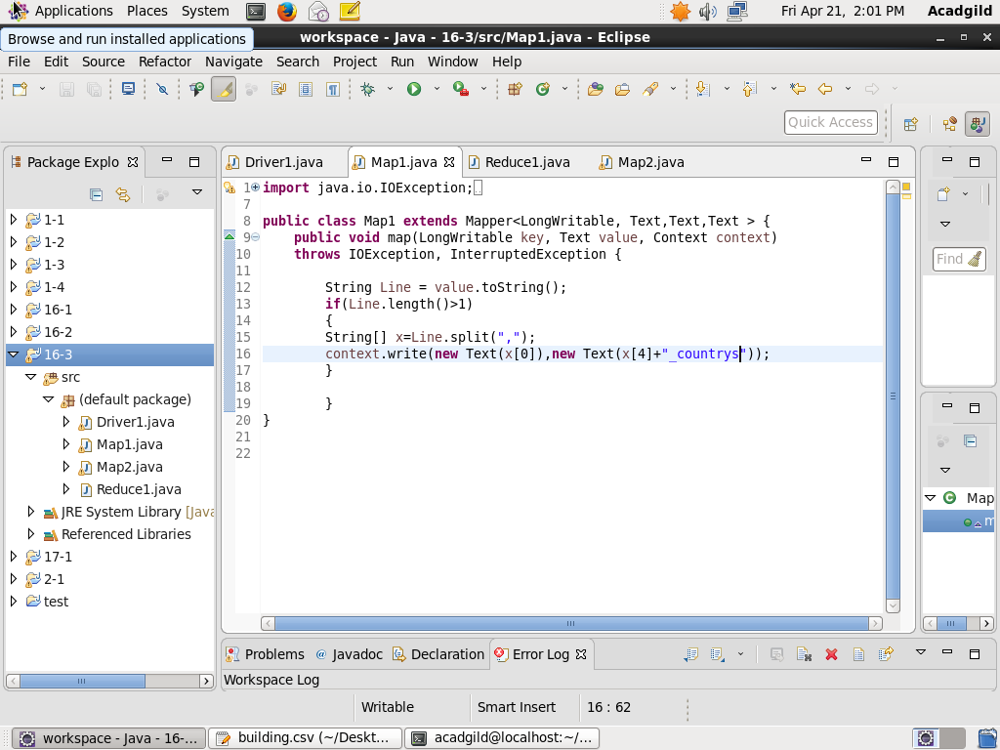 Applications Places System Fri Apr 21, 2:01 PM Acadgild
Browse and run installed applications
workspace - Java - 16-3/src/Map1.java - Eclipse
File Edit Source Refactor Navigate Search Project Run Window Help
Quick Access
Package Explo
Driver1.java Map1.java Reduce1.java Map2.java
1-1
1-2
1-3
1-4
16-1
16-2
16-3
src
(default package)
Driver1.java
Map1.java
Map2.java
Reduce1.java
JRE System Library [Java
Referenced Libraries
17-1
2-1
test
1 import java.io.IOException;
7
8 public class Map1 extends Mapper<LongWritable, Text,Text,Text > {
9 public void map(LongWritable key, Text value, Context context)
10 throws IOException, InterruptedException {
11
12 String Line = value.toString();
13 if(Line.length()>1)
14 {
15 String[] x=Line.split(",");
16 context.write(new Text(x[0]),new Text(x[4]+"_countrys"));
17 }
18
19 }
20 }
21
22
Find
Map
m
Problems Javadoc Declaration Error Log
Workspace Log
Writable Smart Insert 16 : 62
workspace - Java - 16-... building.csv (~/Deskt... acadgild@localhost:~/...